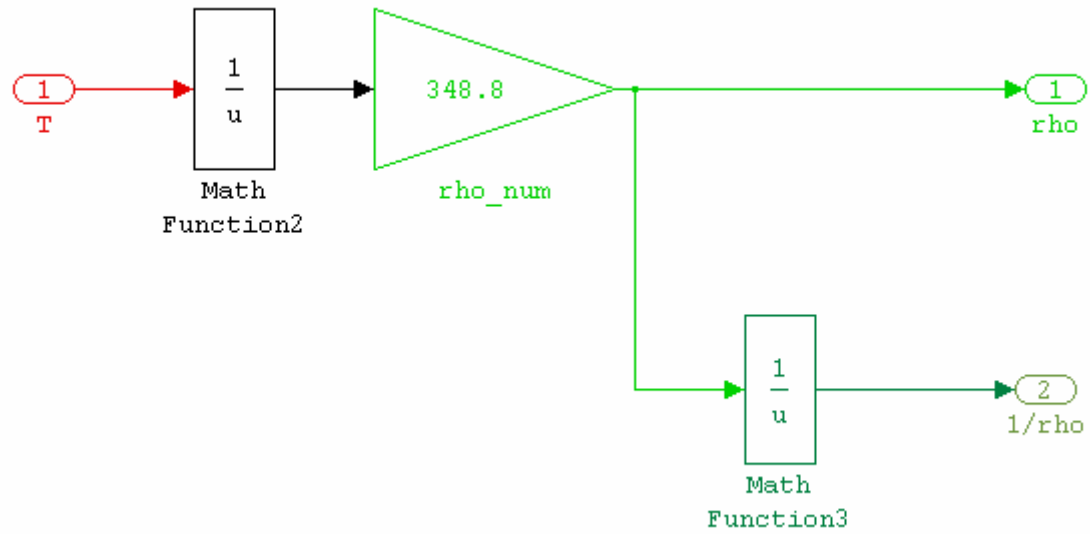 1
T
1
u
Math
Function2
348.8
rho_num
1
rho
1
u
Math
Function3
2
1/rho